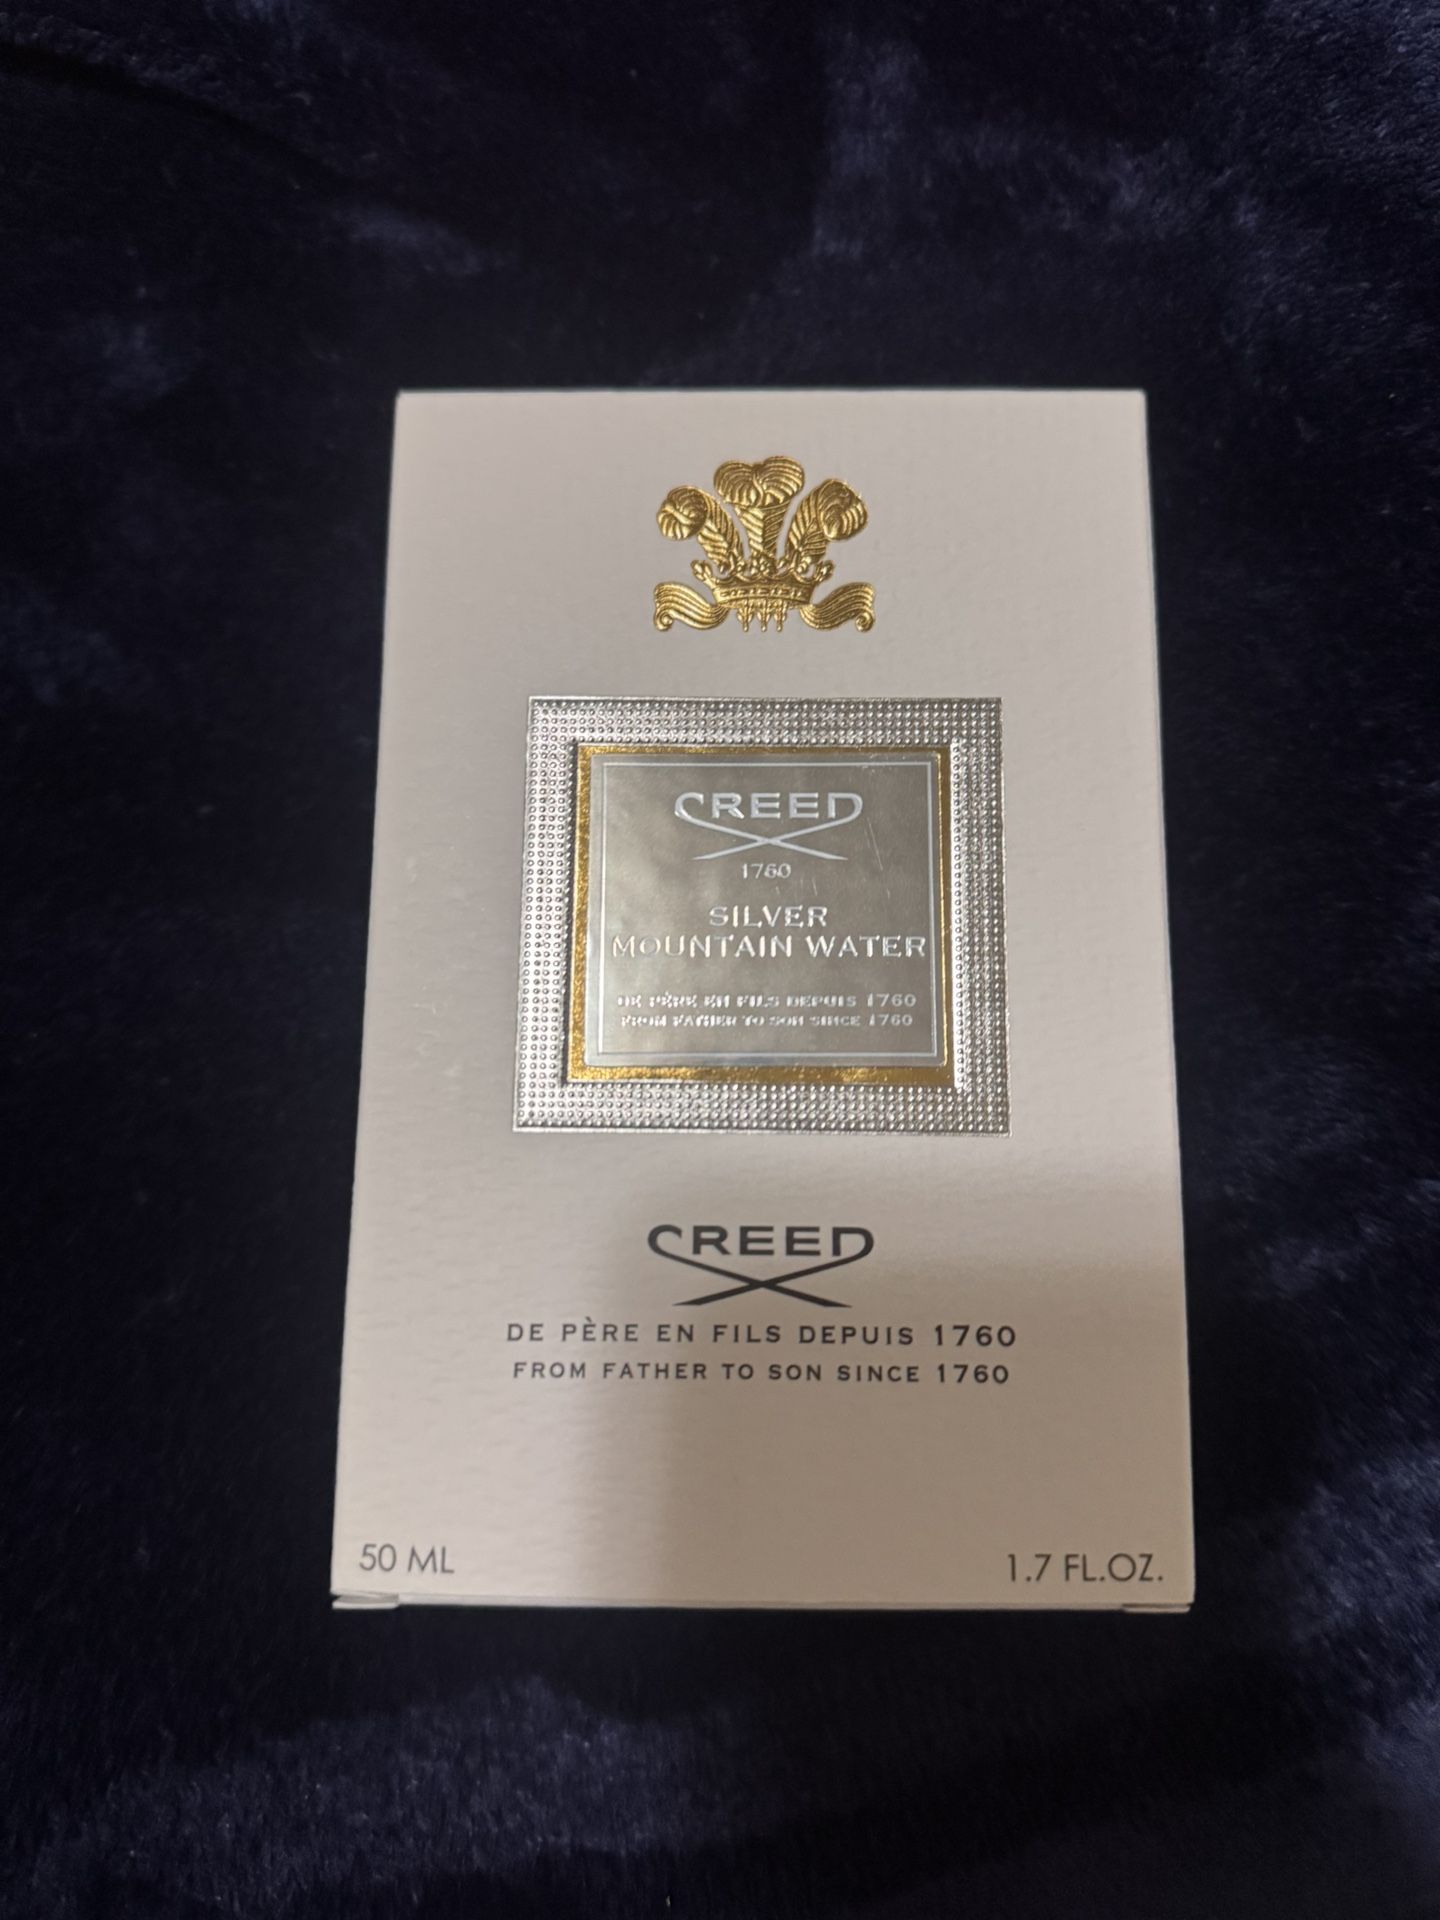 CREED
1760
SILVER
MOUNTAIN WATER
DE PÈRE EN FILS DEPUIS 1760
FROM FATHER TO SON SINCE 1760
CREED
DE PÈRE EN FILS DEPUIS 1760
FROM FATHER TO SON SINCE 1760
50 ML
1.7 FL.OZ.